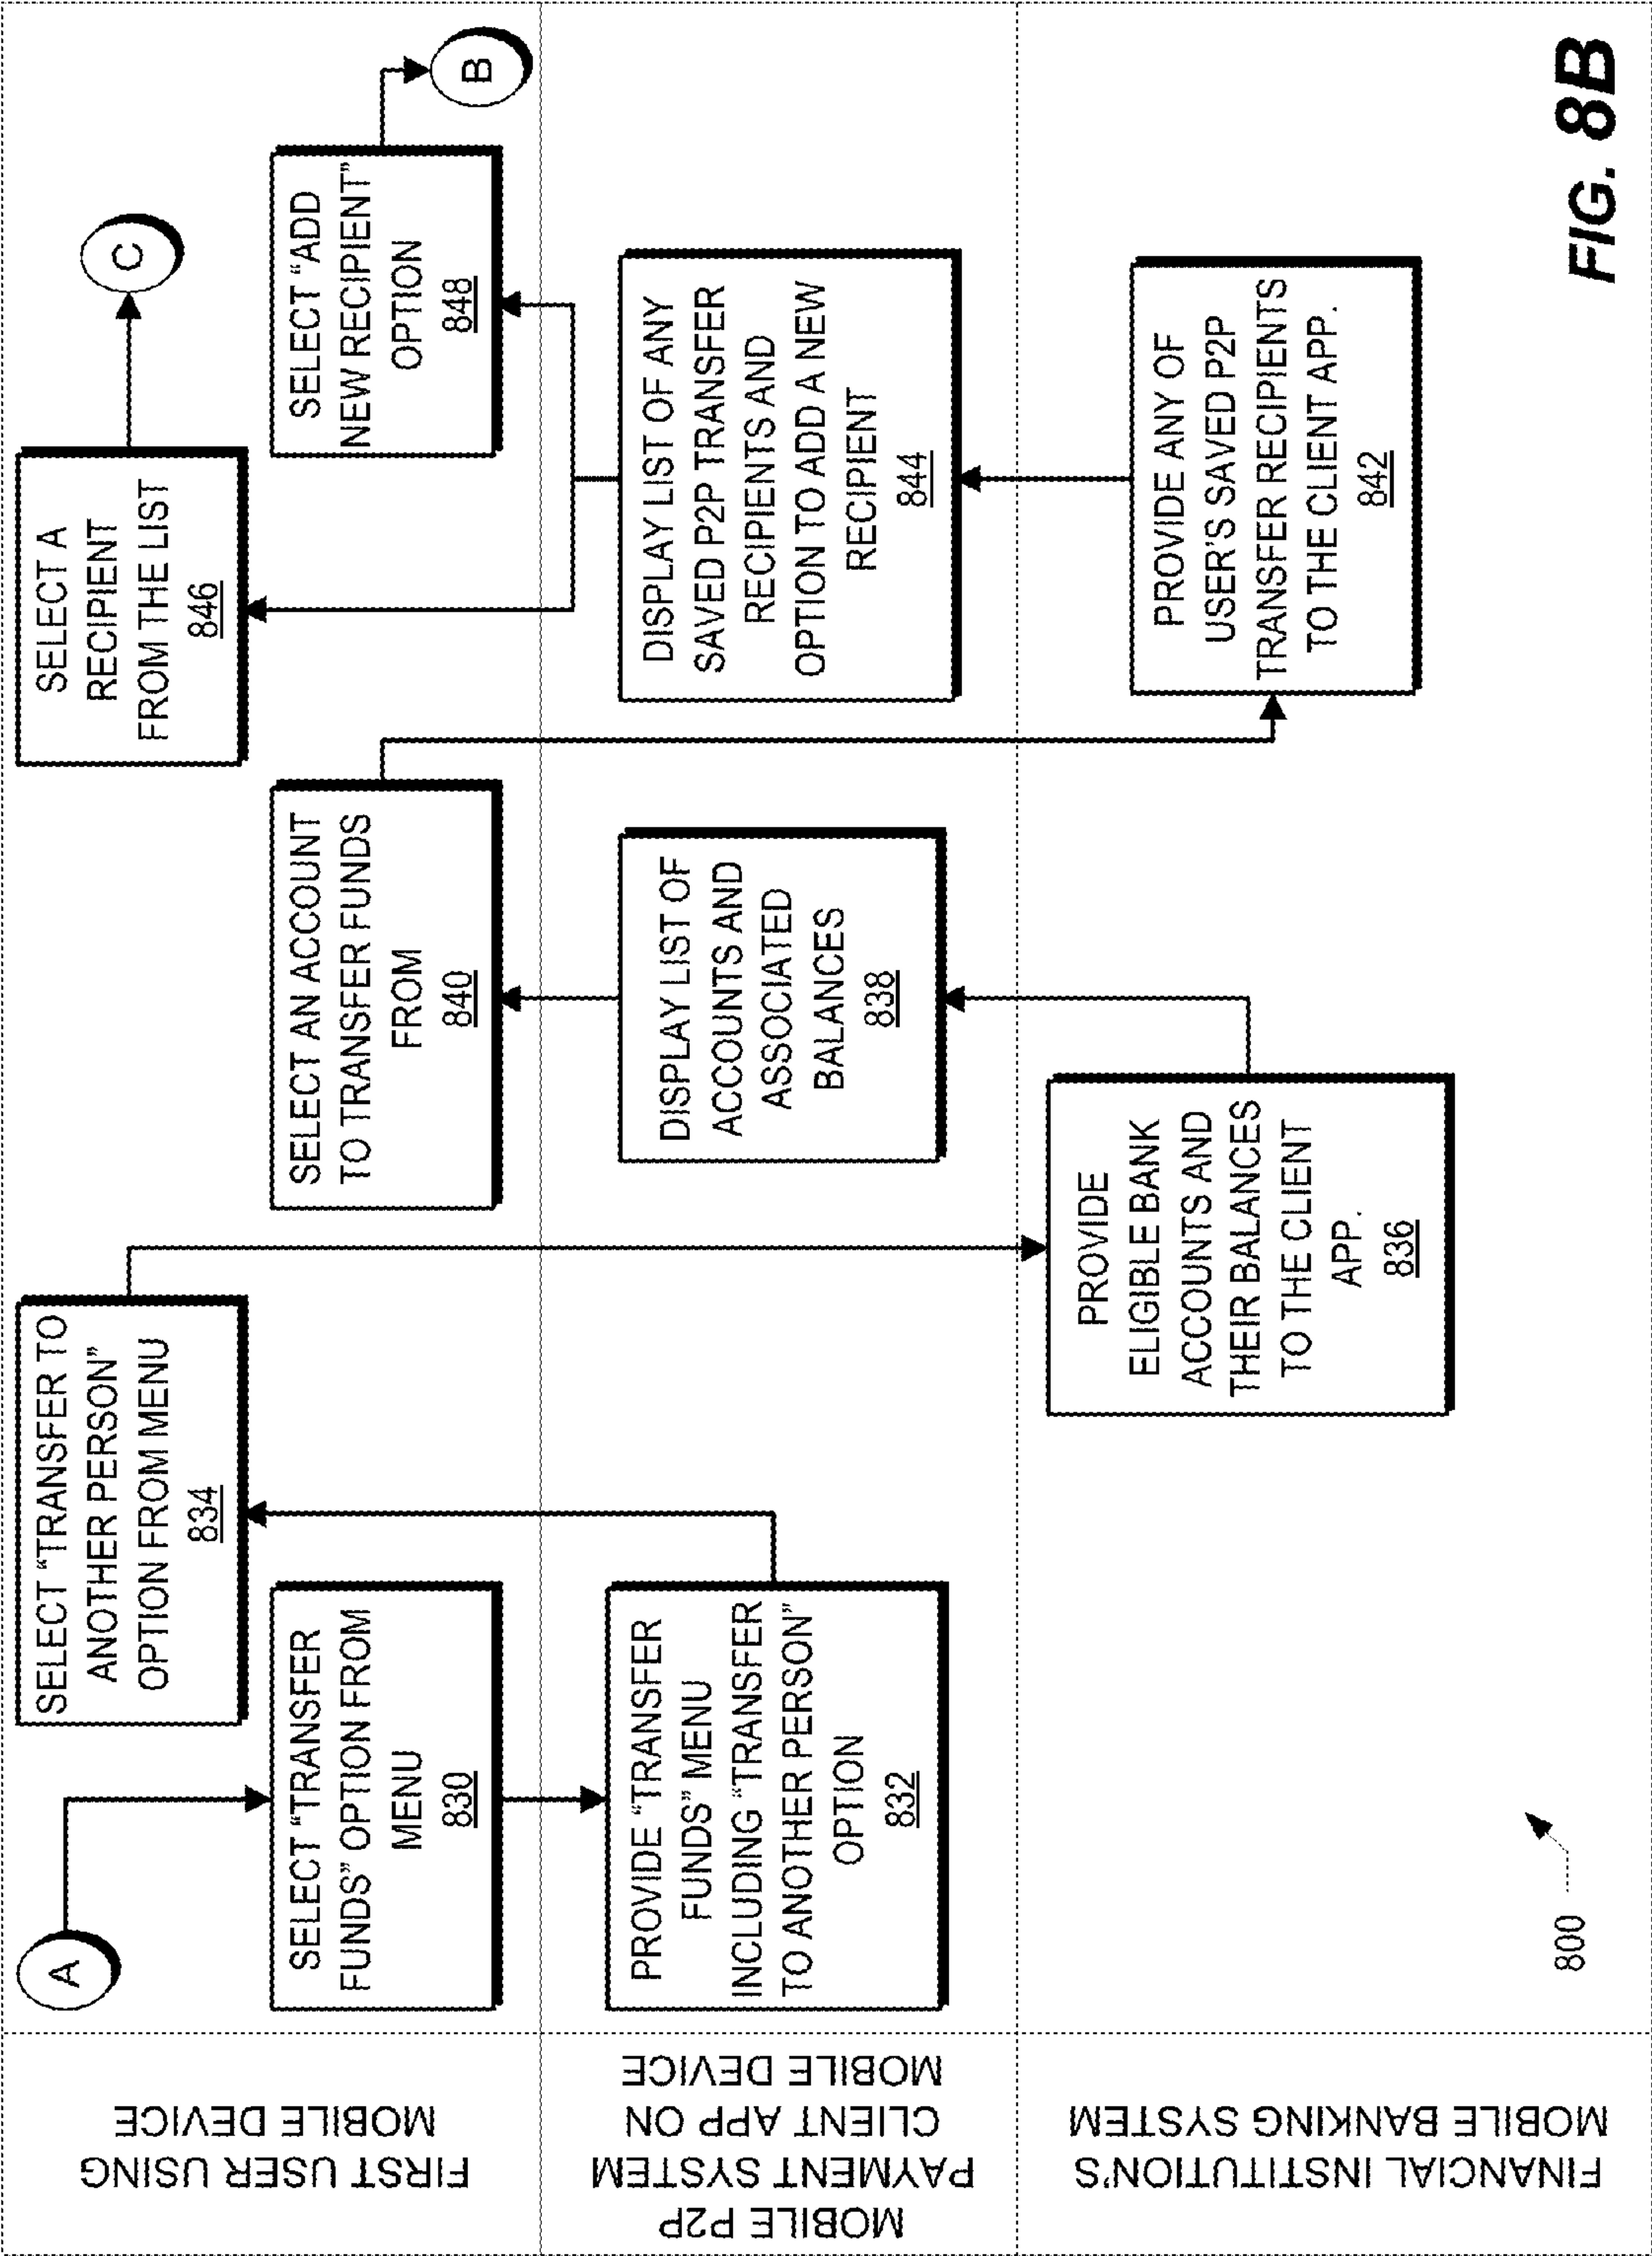 FIRST USER USING
MOBILE DEVICE
A
SELECT "TRANSFER
FUNDS" OPTION FROM
MENU
830
SELECT "TRANSFER TO
ANOTHER PERSON"
OPTION FROM MENU
834
SELECT AN ACCOUNT
TO TRANSFER FUNDS
FROM
840
SELECT A
RECIPIENT
FROM THE LIST
846
C
SELECT "ADD
NEW RECIPIENT"
OPTION
848
B
MOBILE P2P
PAYMENT SYSTEM
CLIENT APP ON
MOBILE DEVICE
PROVIDE "TRANSFER
FUNDS" MENU
INCLUDING "TRANSFER
TO ANOTHER PERSON"
OPTION
832
DISPLAY LIST OF
ACCOUNTS AND
ASSOCIATED
BALANCES
838
DISPLAY LIST OF ANY
SAVED P2P TRANSFER
RECIPIENTS AND
OPTION TO ADD A NEW
RECIPIENT
844
FINANCIAL INSTITUTION'S
MOBILE BANKING SYSTEM
PROVIDE
ELIGIBLE BANK
ACCOUNTS AND
THEIR BALANCES
TO THE CLIENT
APP.
836
PROVIDE ANY OF
USER'S SAVED P2P
TRANSFER RECIPIENTS
TO THE CLIENT APP.
842
800
FIG. 8B